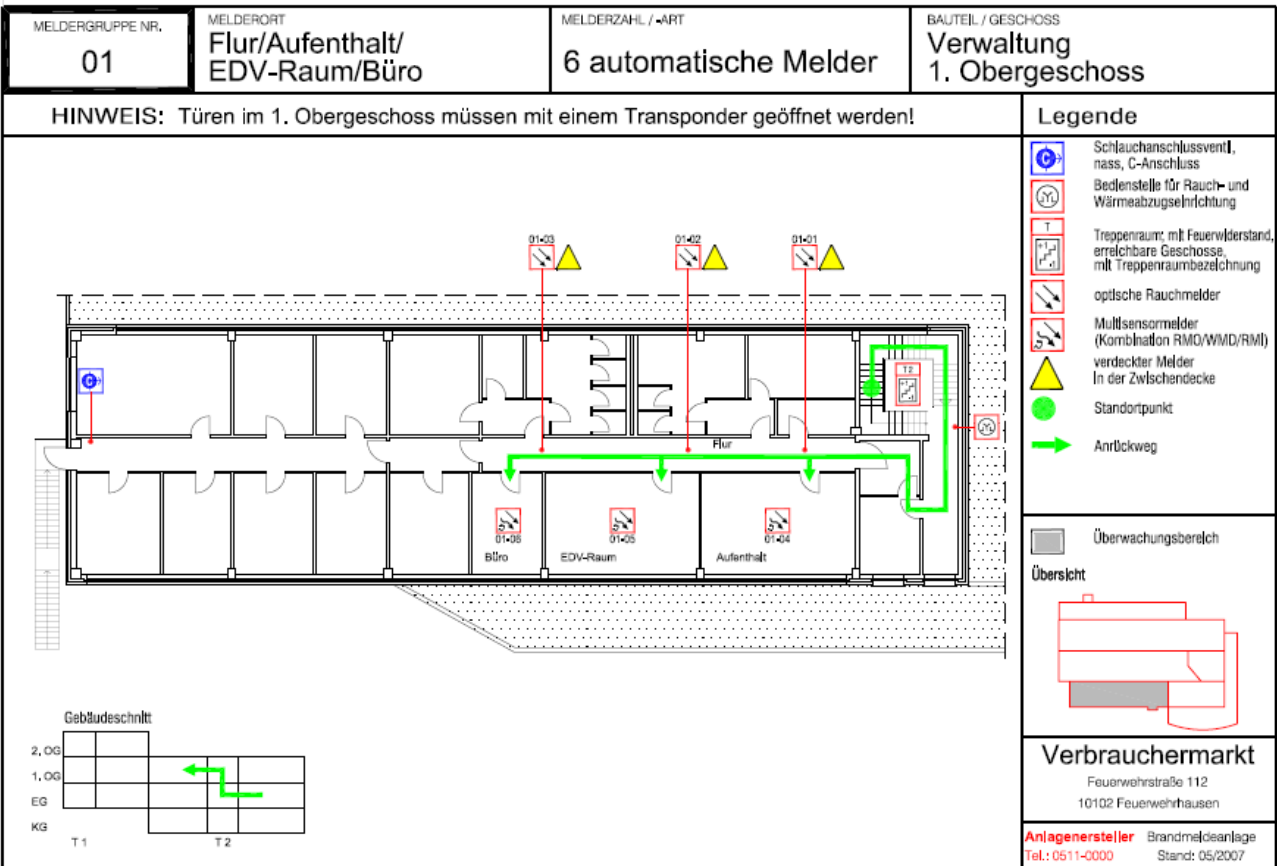 MELDERGRUPPE NR.
01
MELDERORT
Flur/Aufenthalt/
EDV-Raum/Büro
MELDERZAHL / -ART
6 automatische Melder
BAUTEIL / GESCHOSS
Verwaltung
1. Obergeschoss
HINWEIS: Türen im 1. Obergeschoss müssen mit einem Transponder geöffnet werden!
Legende
C
Schlauchanschlussventil,
nass, C-Anschluss
Bedienstelle für Rauch- und
Wärmeabzugseinrichtung
T
+1
Treppenraum, mit Feuerwiderstand,
erreichbare Geschosse,
mit Treppenraumbezeichnung
optische Rauchmelder
Multisensormelder
(Kombination RMO/WMD/RMI)
verdeckter Melder
in der Zwischendecke
Standortpunkt
Anrückweg
01-03
01-02
01-01
C
T2
+1
Flur
01-06
01-05
01-04
Büro
EDV-Raum
Aufenthalt
Überwachungsbereich
Übersicht
Gebäudeschnitt
2. OG
1. OG
EG
KG
T 1
T 2
Verbrauchermarkt
Feuerwehrstraße 112
10102 Feuerwehrhausen
Anlagenersteller Brandmeldeanlage
Tel.: 0511-0000 Stand: 05/2007